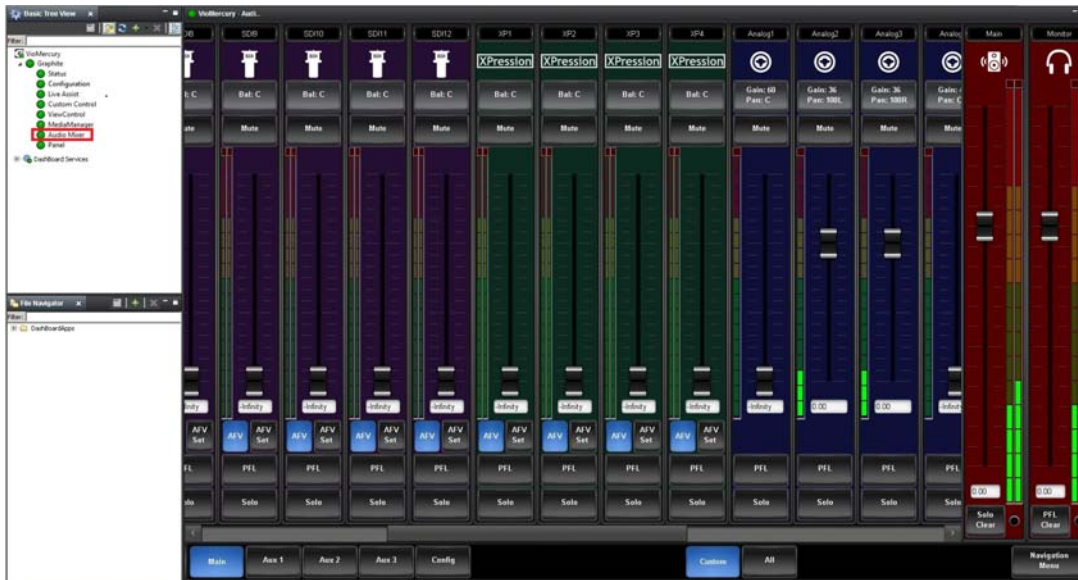 Basic Tree View
VioMercury - Audi..
Filter:
VioMercury
Graphite
Status
Configuration
Live Assist
Custom Control
ViewControl
MediaManager
Audio Mixer
Panel
DashBoard Services
File Navigator
Filter:
DashBoardApps
SDI9 SDI10 SDI11 SDI12 XP1 XP2 XP3 XP4 Analog1 Analog2 Analog3 Analog Main Monitor
XPression XPression XPression XPression
Bal: C Bal: C Bal: C Bal: C Bal: C Bal: C Bal: C Bal: C Gain: 60 Gain: 36 Gain: 36 Gain:
Pan: C Pan: 100L Pan: 100R Pan: C
Mute Mute Mute Mute Mute Mute Mute Mute Mute Mute Mute Mute
-Infinity -Infinity -Infinity -Infinity -Infinity -Infinity -Infinity -Infinity -Infinity 0.00 0.00 -Infinity
AFV AFV AFV AFV AFV AFV AFV AFV AFV AFV AFV AFV AFV AFV AFV AFV AFV
Set Set Set Set Set Set Set Set Set
PFL PFL PFL PFL PFL PFL PFL PFL PFL PFL PFL PFL 0.00 0.00
Solo Solo Solo Solo Solo Solo Solo Solo Solo Solo Solo Solo Solo PFL
Clear Clear
Main Aux 1 Aux 2 Aux 3 Config Custom All Navigation
Menu